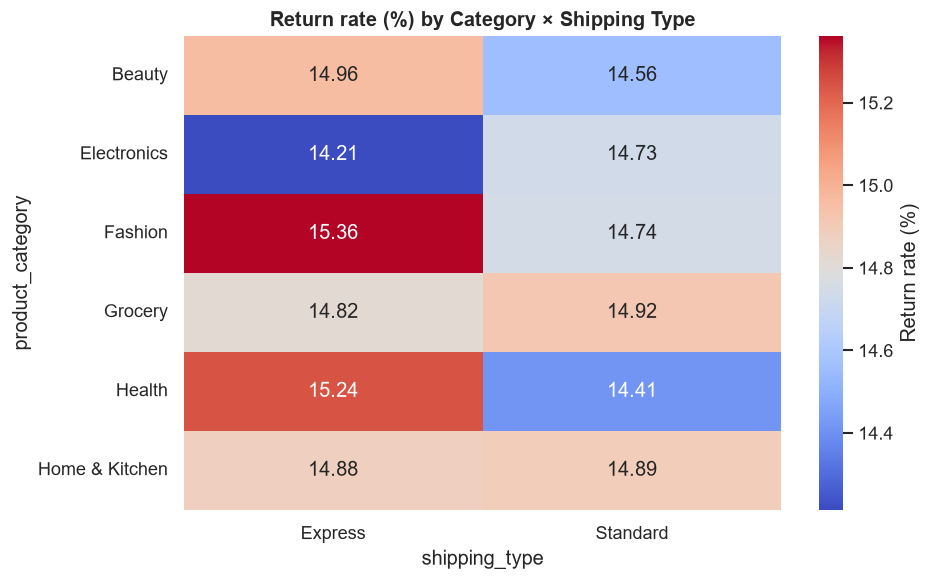 Return rate (%) by Category × Shipping Type
product_category
Beauty 14.96 14.56
Electronics 14.21 14.73
Fashion 15.36 14.74
Grocery 14.82 14.92
Health 15.24 14.41
Home & Kitchen 14.88 14.89
Express Standard
shipping_type
15.2
15.0
14.8
14.6
14.4
Return rate (%)